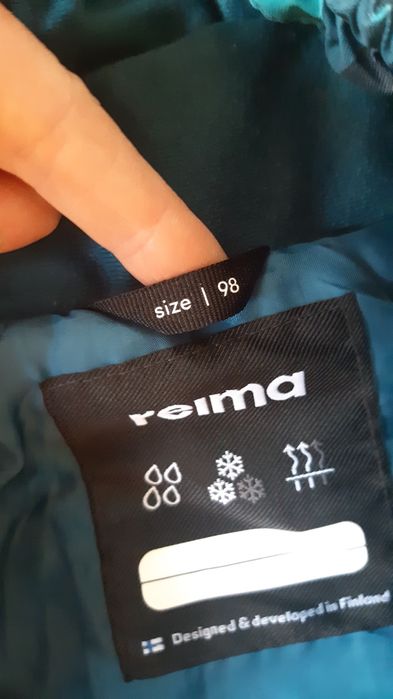 size | 98
reima
Designed & developed in Finland